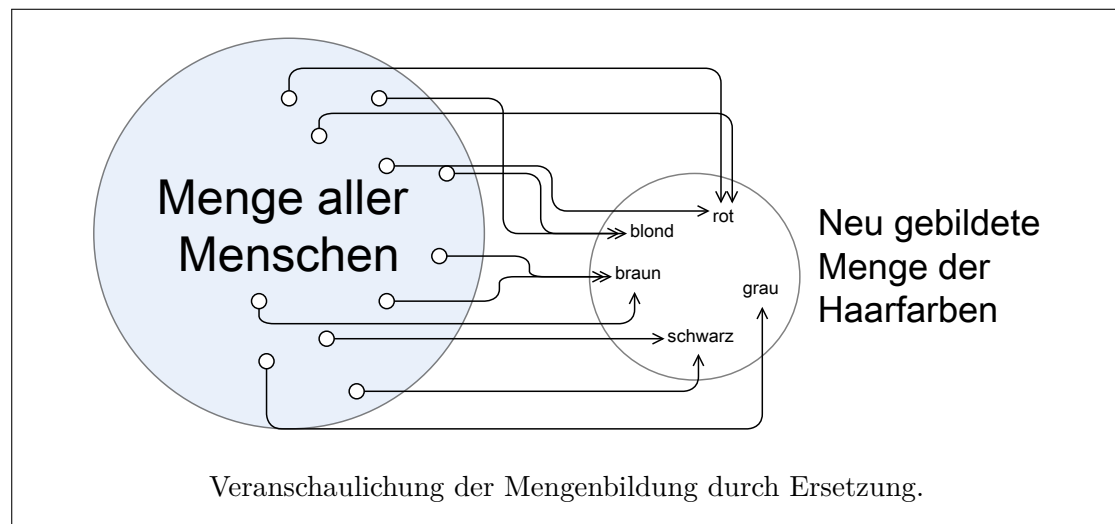 Menge aller
Menschen
rot
blond
braun
grau
schwarz
Neu gebildete
Menge der
Haarfarben
Veranschaulichung der Mengenbildung durch Ersetzung.